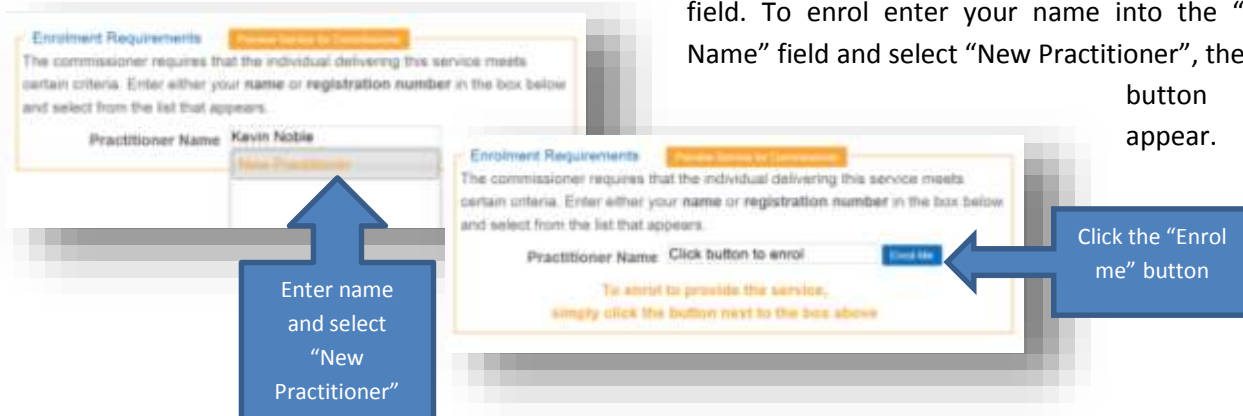 field. To enrol enter your name into the "
Name" field and select "New Practitioner", the
button
appear.
Enrolment Requirements
Preview Service for Commissioner
The commissioner requires that the individual delivering this service meets
certain criteria. Enter either your name or registration number in the box below
and select from the list that appears.
Practitioner Name Kevin Noble
New Practitioner
Enter name
and select
"New
Practitioner"
Enrolment Requirements
Preview Service for Commissioner
The commissioner requires that the individual delivering this service meets
certain criteria. Enter either your name or registration number in the box below
and select from the list that appears.
Practitioner Name Click button to enrol Enrol Me
To enrol to provide the service,
simply click the button next to the box above
Click the "Enrol
me" button